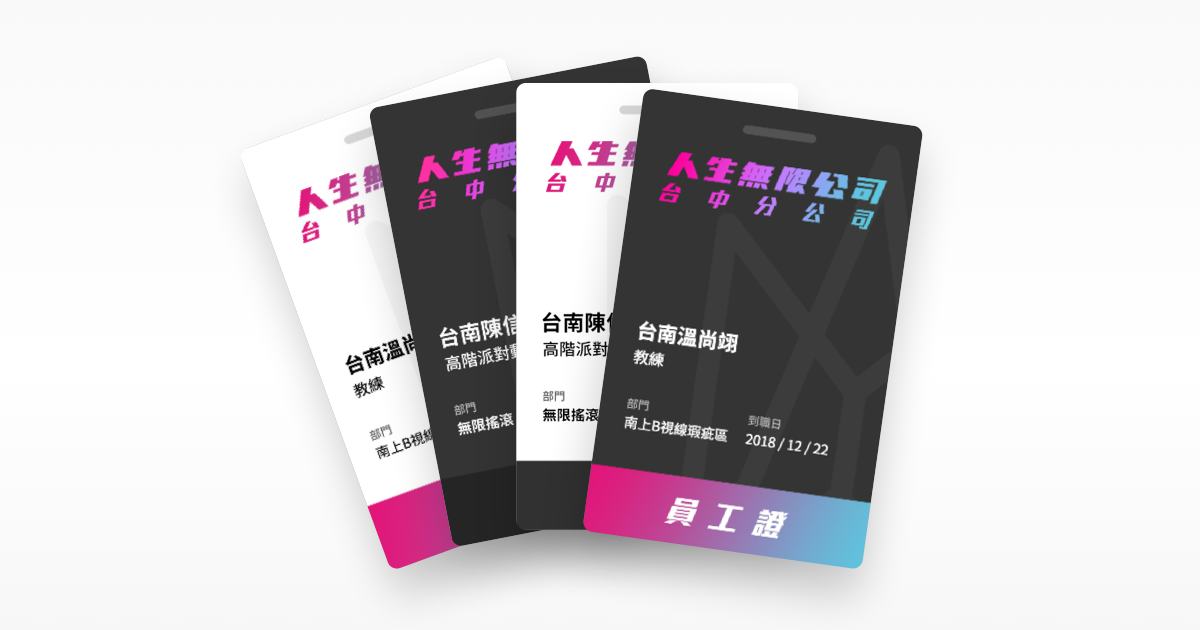 人生無
台 中
台南溫尚
教練
部門
南上B視線
人生無
台 中
台南陳信
高階派對動
部門
無限搖滾
人生無
台 中
台南陳信
高階派對
部門
無限搖滾
人生無限公司
台 中 分 公 司
台南溫尚翊
教練
部門
南上B視線瑕疵區
到職日
2018 / 12 / 22
員工證